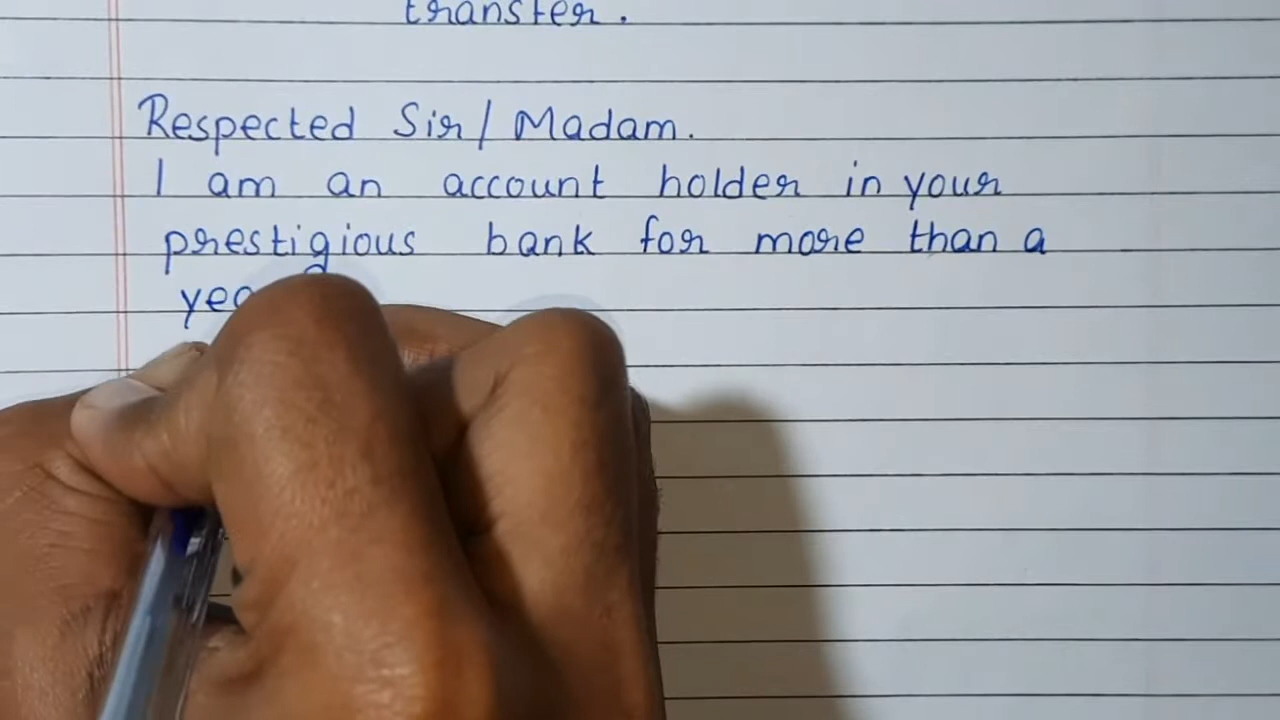 transfer.
Respected Sir/Madam.
I am an account holder in your
prestigious bank for more than a